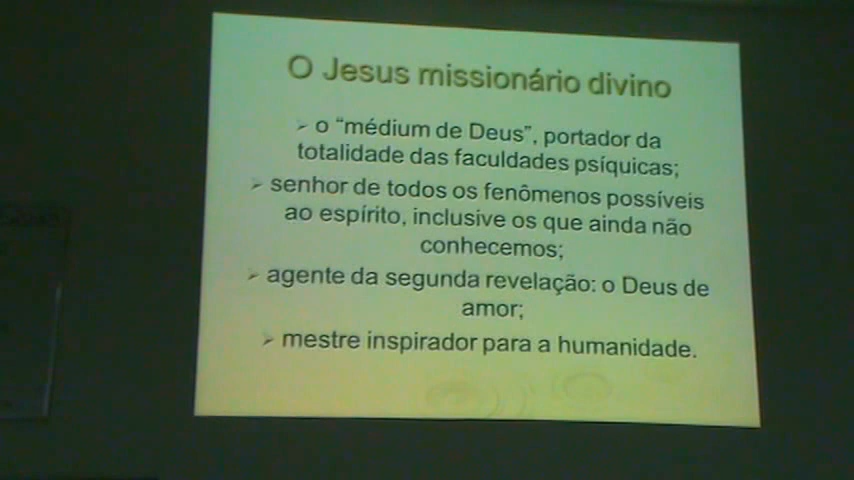 O Jesus missionário divino
➢ o “médium de Deus”, portador da
totalidade das faculdades psíquicas;
➢ senhor de todos os fenômenos possíveis
ao espírito, inclusive os que ainda não
conhecemos;
➢ agente da segunda revelação: o Deus de
amor;
➢ mestre inspirador para a humanidade.